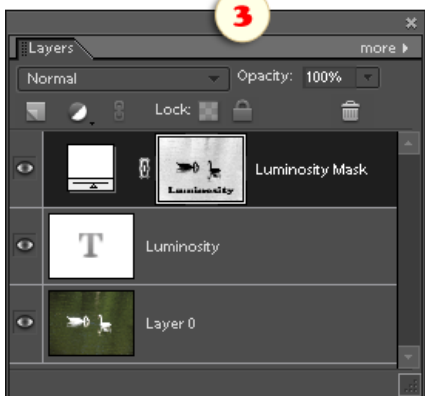 3
Layers more
Normal Opacity: 100%
Lock:
Luminosity Luminosity Mask
T Luminosity
Layer 0